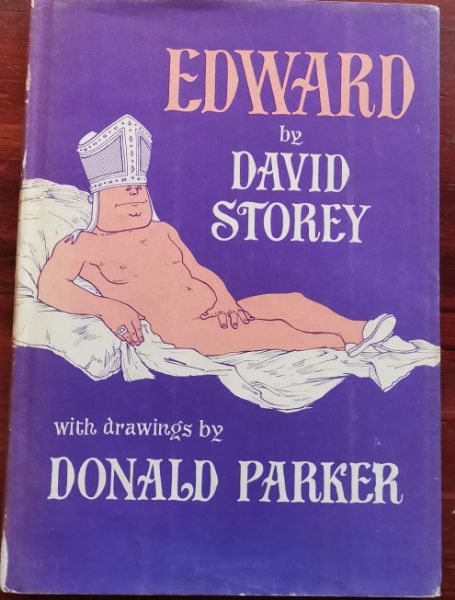 EDWARD
by
DAVID
STOREY
with drawings by
DONALD PARKER